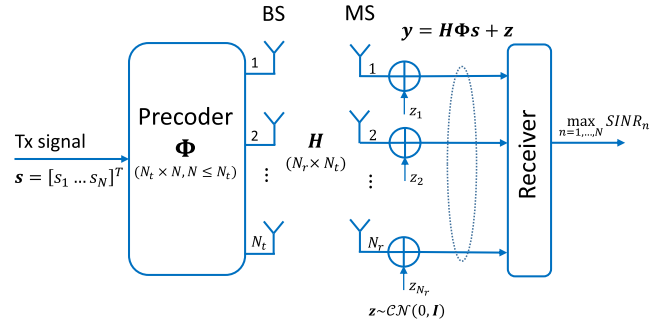 BS
MS
𝒚 = 𝑯𝚽𝒔 + 𝒛
1
1
Precoder
𝚽
(N_t × N, N ≤ N_t)
z_1
Tx signal
𝒔 = [s_1 … s_N]^T
2
𝑯
(N_r × N_t)
2
z_2
Receiver
max SINR_n
n=1,…,N
⋮
⋮
N_t
N_r
z_{N_r}
𝒛~𝒞𝒩(0, 𝑰)